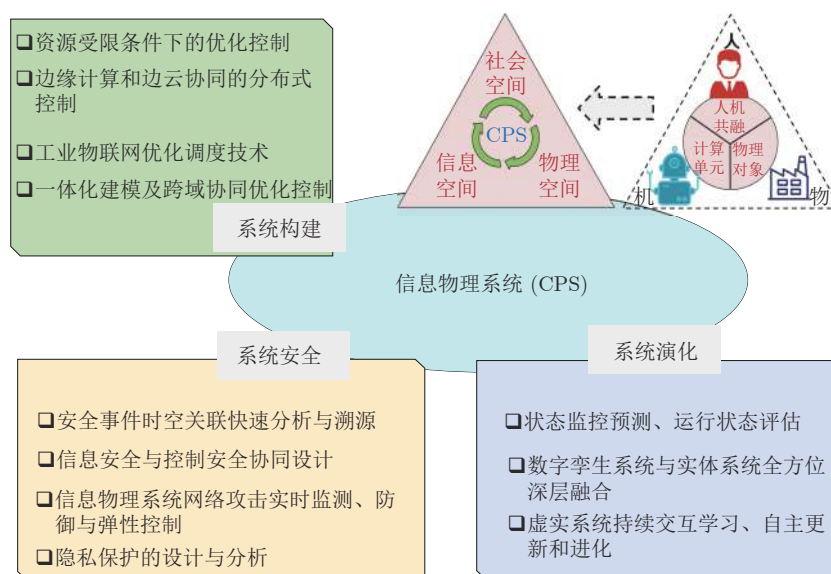 ❑资源受限条件下的优化控制
❑边缘计算和边云协同的分布式
控制
❑工业物联网优化调度技术
❑一体化建模及跨域协同优化控制
系统构建
社会
空间
CPS
信息
空间
物理
空间
人
人机
共融
计算
单元
物理
对象
机
物
信息物理系统 (CPS)
系统安全
❑安全事件时空关联快速分析与溯源
❑信息安全与控制安全协同设计
❑信息物理系统网络攻击实时监测、防
御与弹性控制
❑隐私保护的设计与分析
系统演化
❑状态监控预测、运行状态评估
❑数字孪生系统与实体系统全方位
深层融合
❑虚实系统持续交互学习、自主更
新和进化